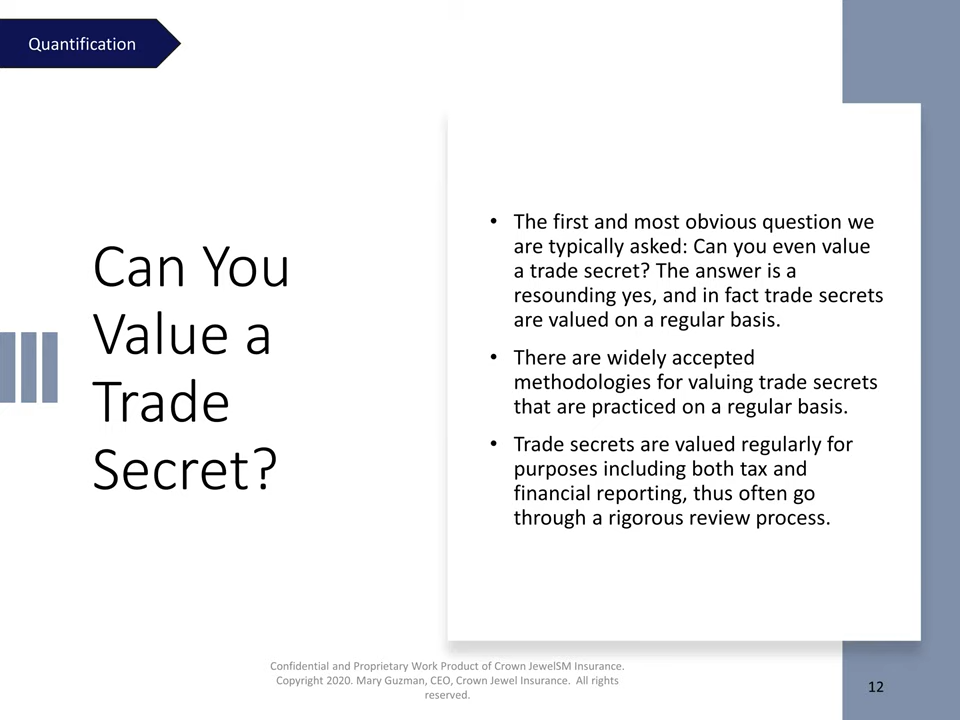 Quantification
Can You
Value a
Trade
Secret?
• The first and most obvious question we
are typically asked: Can you even value
a trade secret? The answer is a
resounding yes, and in fact trade secrets
are valued on a regular basis.
• There are widely accepted
methodologies for valuing trade secrets
that are practiced on a regular basis.
• Trade secrets are valued regularly for
purposes including both tax and
financial reporting, thus often go
through a rigorous review process.
Confidential and Proprietary Work Product of Crown JewelSM Insurance.
Copyright 2020. Mary Guzman, CEO, Crown Jewel Insurance. All rights
reserved.
12